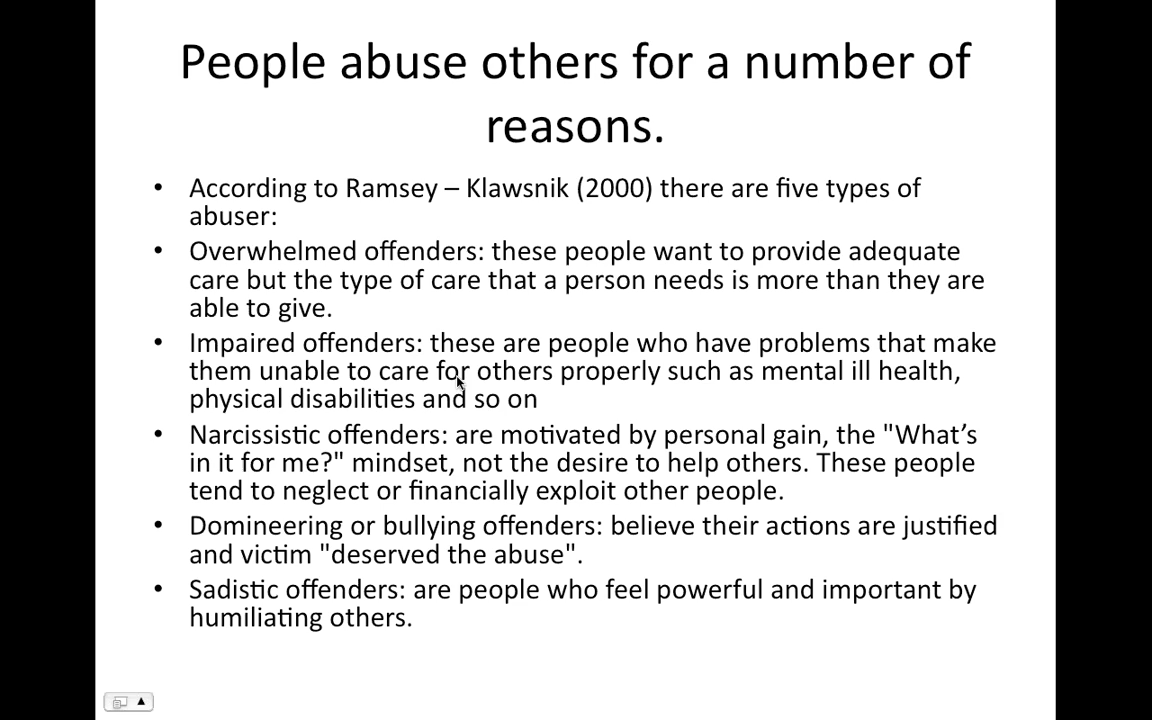 People abuse others for a number of
reasons.
• According to Ramsey – Klawsnik (2000) there are five types of
abuser:
• Overwhelmed offenders: these people want to provide adequate
care but the type of care that a person needs is more than they are
able to give.
• Impaired offenders: these are people who have problems that make
them unable to care for others properly such as mental ill health,
physical disabilities and so on
• Narcissistic offenders: are motivated by personal gain, the "What’s
in it for me?" mindset, not the desire to help others. These people
tend to neglect or financially exploit other people.
• Domineering or bullying offenders: believe their actions are justified
and victim "deserved the abuse".
• Sadistic offenders: are people who feel powerful and important by
humiliating others.